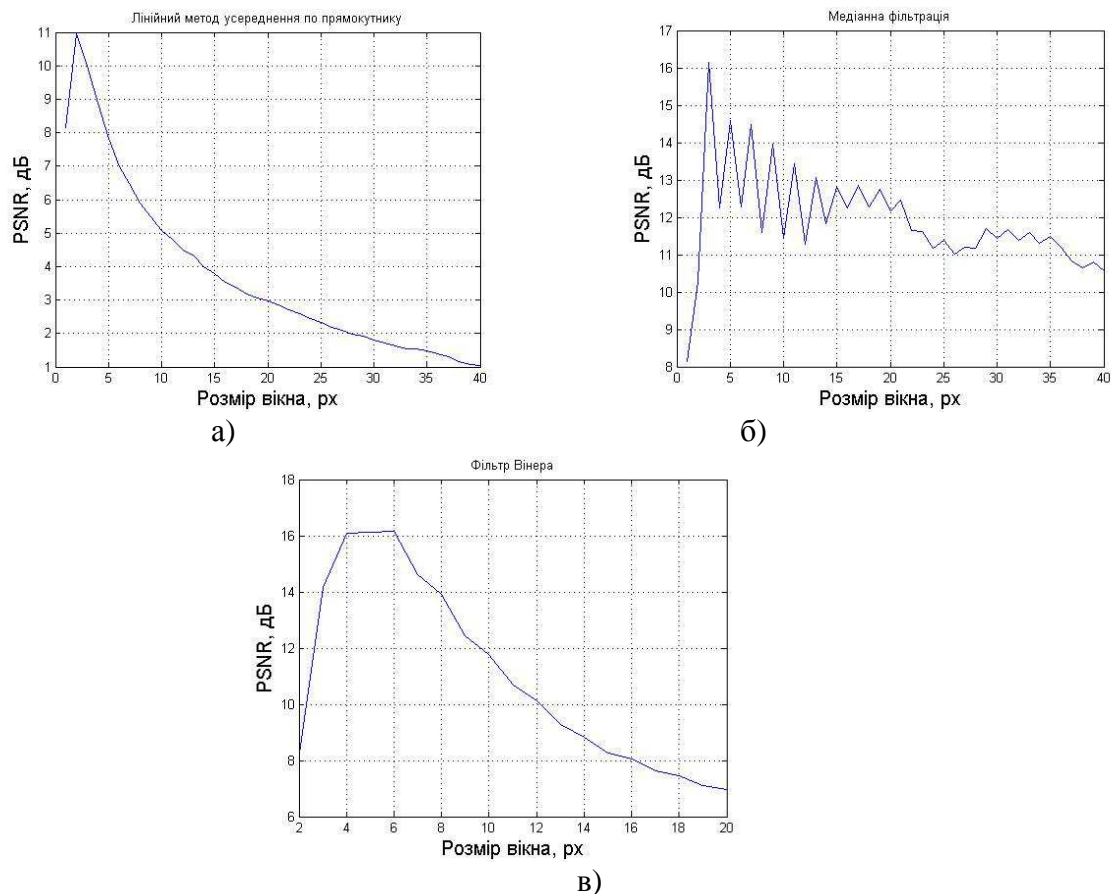 Лінійний метод усереднення по прямокутнику
11
10
9
8
7
6
5
4
3
2
1
PSNR, дБ
0 5 10 15 20 25 30 35 40
Розмір вікна, px
а)
Медіанна фільтрація
17
16
15
14
13
12
11
10
9
8
PSNR, дБ
0 5 10 15 20 25 30 35 40
Розмір вікна, px
б)
Фільтр Вінера
18
16
14
12
10
8
6
PSNR, дБ
2 4 6 8 10 12 14 16 18 20
Розмір вікна, px
в)